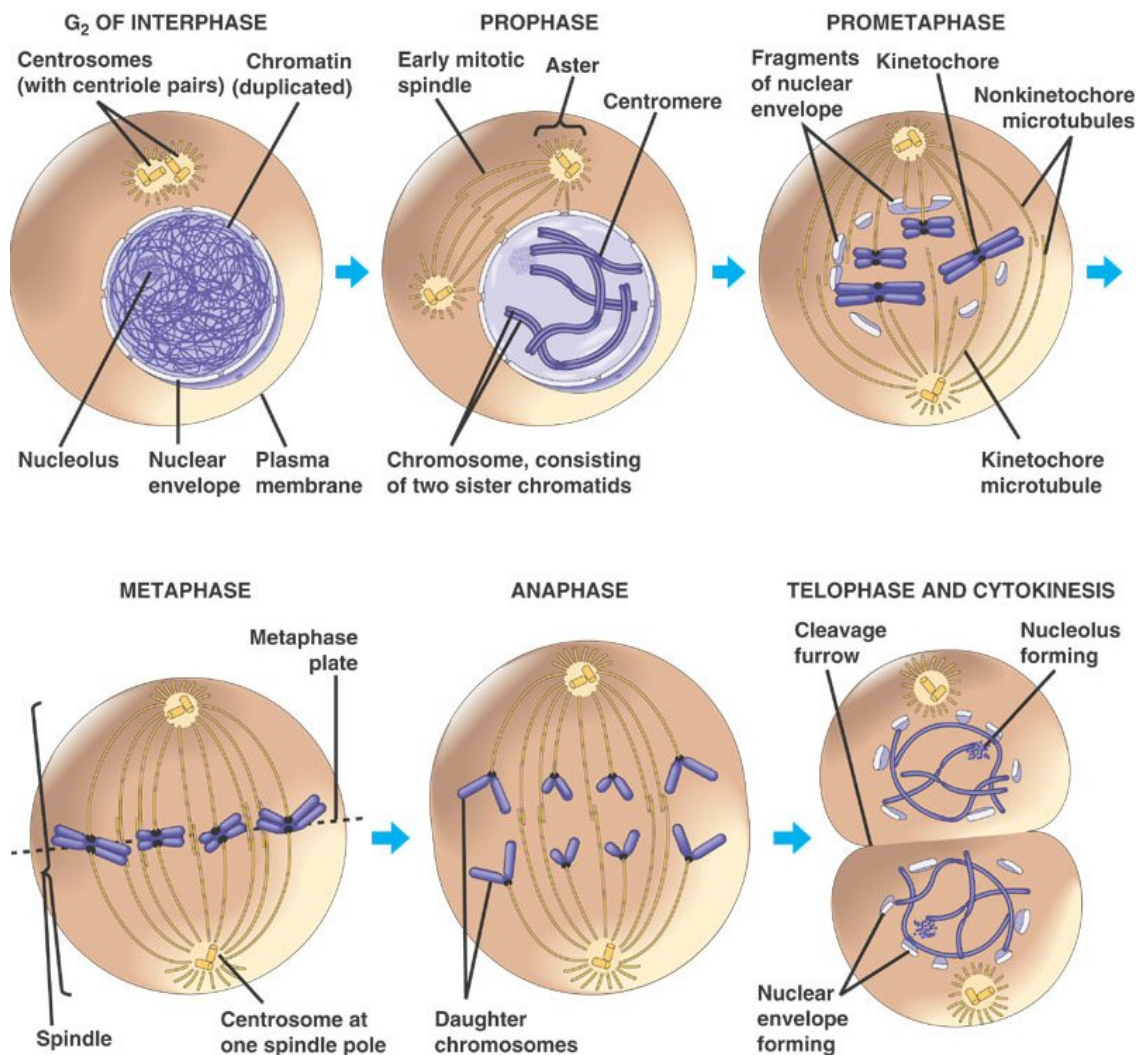 G₂ OF INTERPHASE
PROPHASE
PROMETAPHASE
Centrosomes
(with centriole pairs)
Chromatin
(duplicated)
Early mitotic
spindle
Aster
Centromere
Fragments
of nuclear
envelope
Kinetochore
Nonkinetochore
microtubules
Nucleolus
Nuclear
envelope
Plasma
membrane
Chromosome, consisting
of two sister chromatids
Kinetochore
microtubule
METAPHASE
ANAPHASE
TELOPHASE AND CYTOKINESIS
Metaphase
plate
Cleavage
furrow
Nucleolus
forming
Spindle
Centrosome at
one spindle pole
Daughter
chromosomes
Nuclear
envelope
forming